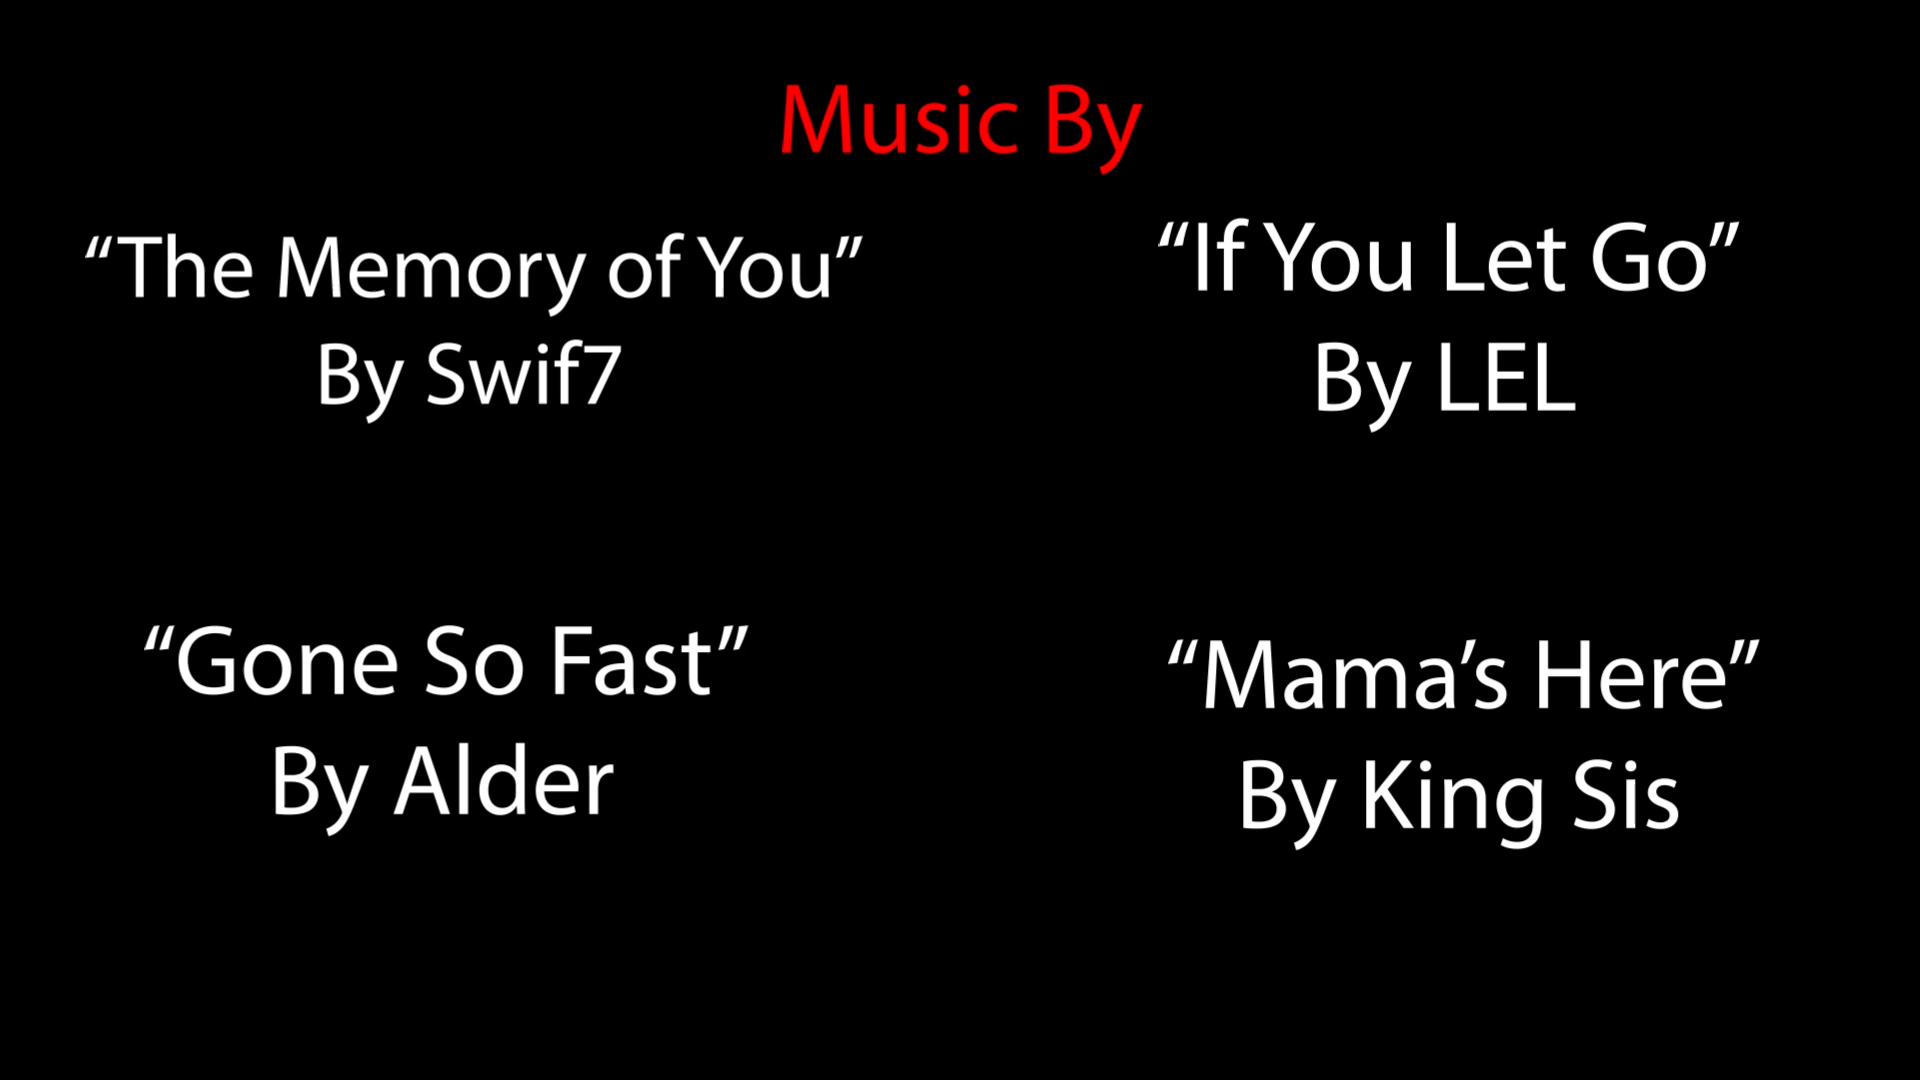 Music By
“The Memory of You”
By Swif7
“If You Let Go”
By LEL
“Gone So Fast”
By Alder
“Mama’s Here”
By King Sis